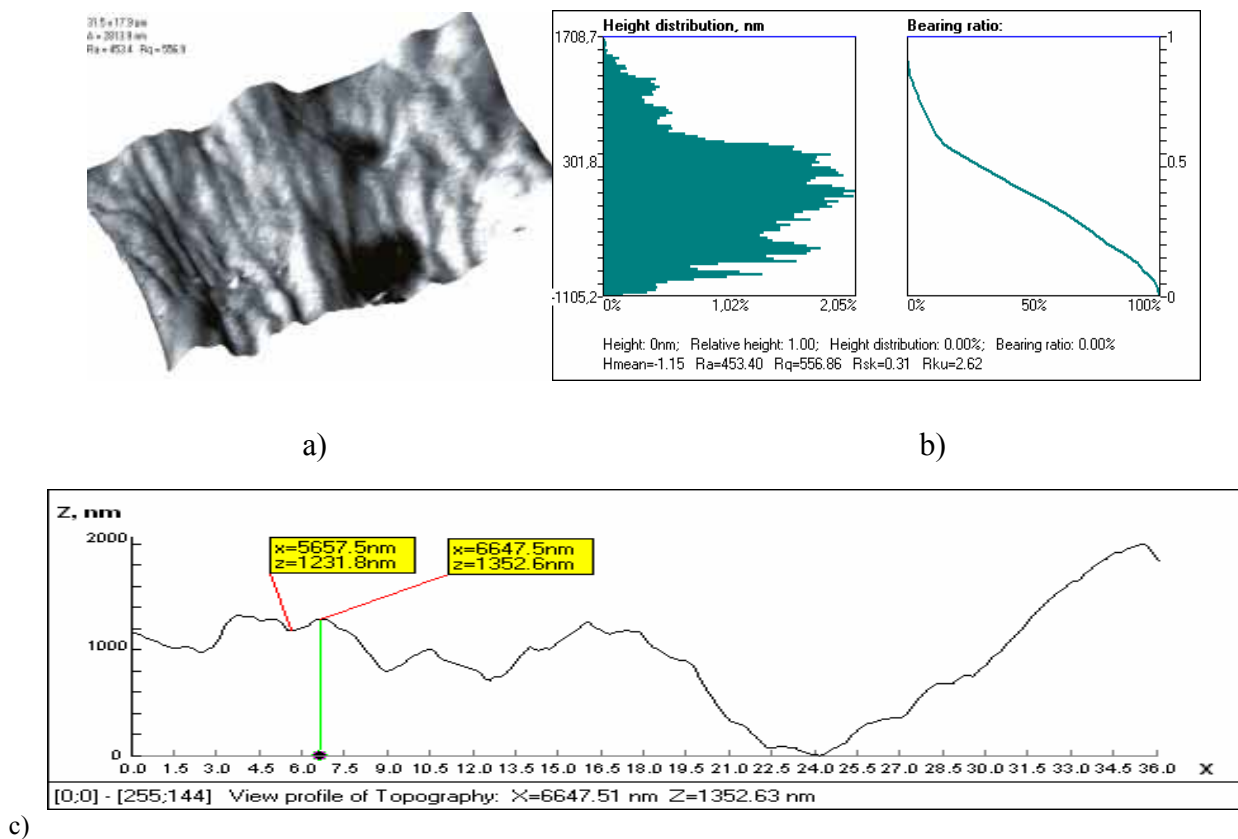 31.5 x 17.9 µm
A = 2813.9 nm
Ra = 453.4 Rq = 556.9
Height distribution, nm
1708,7
301,8
-1105,2
0% 1,02% 2,05%
Bearing ratio:
1
0.5
0
0% 50% 100%
Height: 0nm; Relative height: 1.00; Height distribution: 0.00%; Bearing ratio: 0.00%
Hmean=-1.15 Ra=453.40 Rq=556.86 Rsk=0.31 Rku=2.62
a)
b)
Z, nm
2000
1000
0
x=5657.5nm
z=1231.8nm
x=6647.5nm
z=1352.6nm
0.0 1.5 3.0 4.5 6.0 7.5 9.0 10.5 12.0 13.5 15.0 16.5 18.0 19.5 21.0 22.5 24.0 25.5 27.0 28.5 30.0 31.5 33.0 34.5 36.0 X
[0;0] - [255;144] View profile of Topography: X=6647.51 nm Z=1352.63 nm
c)